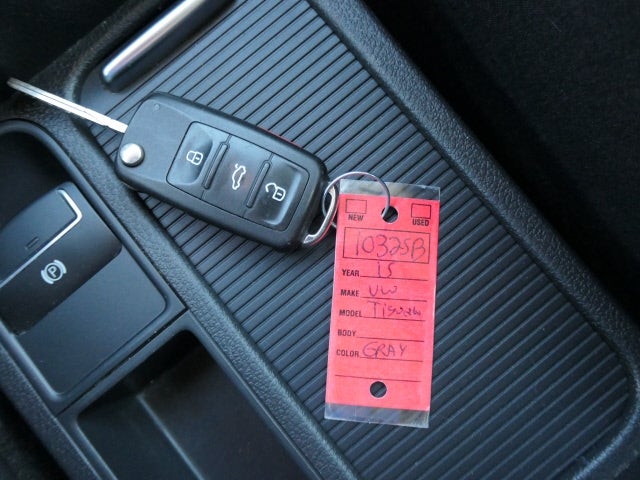 NEW USED
10325B
YEAR 15
MAKE VW
MODEL Tiguan
BODY
COLOR GRAY
P